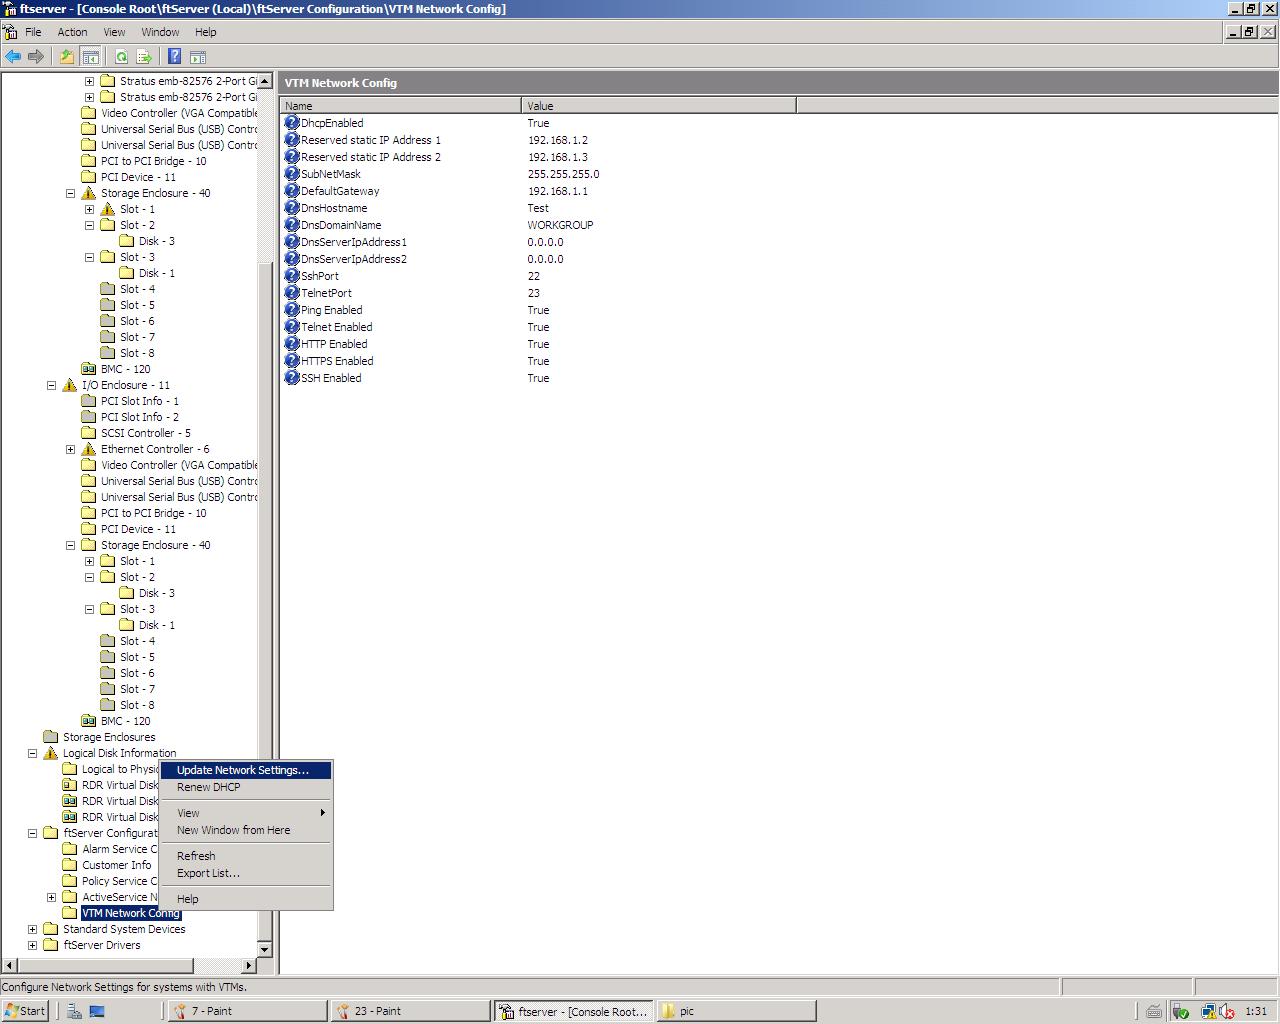 ftserver - [Console Root\ftServer (Local)\ftServer Configuration\VTM Network Config]
File Action View Window Help
Stratus emb-82576 2-Port Gi
Stratus emb-82576 2-Port Gi
Video Controller (VGA Compatible
Universal Serial Bus (USB) Contro
Universal Serial Bus (USB) Contro
PCI to PCI Bridge - 10
PCI Device - 11
Storage Enclosure - 40
Slot - 1
Slot - 2
Disk - 3
Slot - 3
Disk - 1
Slot - 4
Slot - 5
Slot - 6
Slot - 7
Slot - 8
BMC - 120
I/O Enclosure - 11
PCI Slot Info - 1
PCI Slot Info - 2
SCSI Controller - 5
Ethernet Controller - 6
Video Controller (VGA Compatible
Universal Serial Bus (USB) Contro
Universal Serial Bus (USB) Contro
PCI to PCI Bridge - 10
PCI Device - 11
Storage Enclosure - 40
Slot - 1
Slot - 2
Disk - 3
Slot - 3
Disk - 1
Slot - 4
Slot - 5
Slot - 6
Slot - 7
Slot - 8
BMC - 120
Storage Enclosures
Logical Disk Information
Logical to Physi
RDR Virtual Disk
RDR Virtual Disk
RDR Virtual Disk
ftServer Configurat
Alarm Service C
Customer Info
Policy Service C
ActiveService N
VTM Network Config
Standard System Devices
ftServer Drivers
Update Network Settings...
Renew DHCP
View
New Window from Here
Refresh
Export List...
Help
VTM Network Config
Name Value
DhcpEnabled True
Reserved static IP Address 1 192.168.1.2
Reserved static IP Address 2 192.168.1.3
SubNetMask 255.255.255.0
DefaultGateway 192.168.1.1
DnsHostname Test
DnsDomainName WORKGROUP
DnsServerIpAddress1 0.0.0.0
DnsServerIpAddress2 0.0.0.0
SshPort 22
TelnetPort 23
Ping Enabled True
Telnet Enabled True
HTTP Enabled True
HTTPS Enabled True
SSH Enabled True
Configure Network Settings for systems with VTMs.
Start 7 - Paint 23 - Paint ftserver - [Console Root... pic 1:31